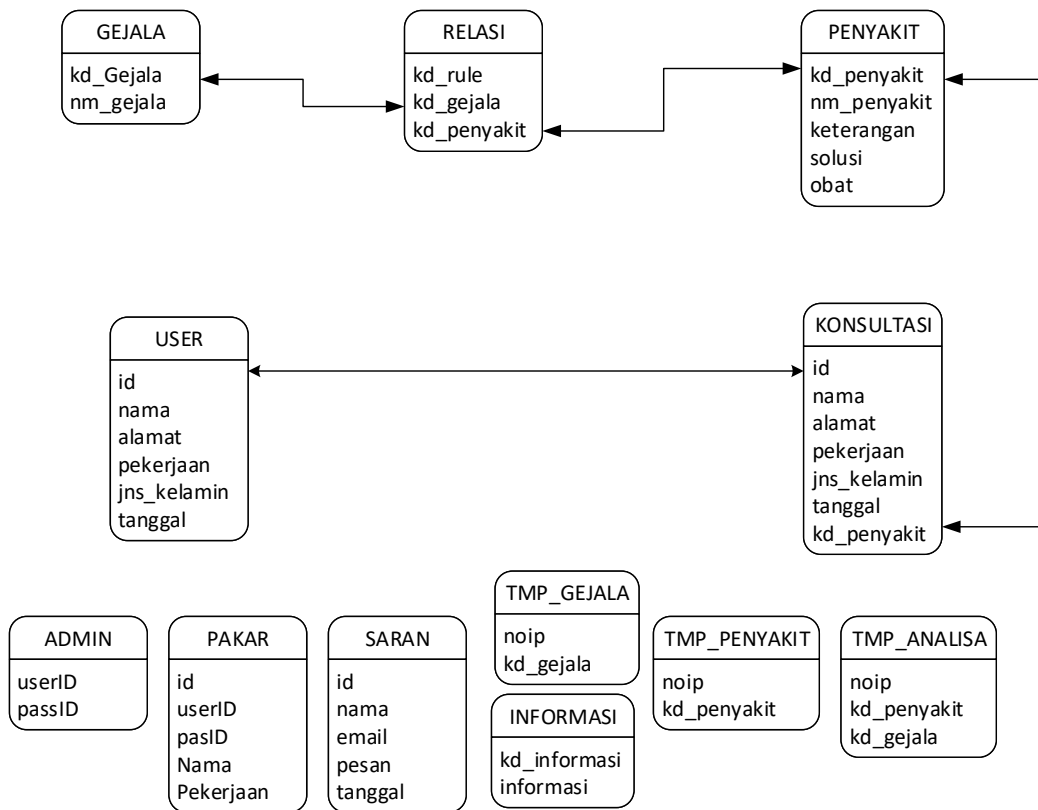 GEJALA
kd_Gejala
nm_gejala
RELASI
kd_rule
kd_gejala
kd_penyakit
PENYAKIT
kd_penyakit
nm_penyakit
keterangan
solusi
obat
USER
id
nama
alamat
pekerjaan
jns_kelamin
tanggal
KONSULTASI
id
nama
alamat
pekerjaan
jns_kelamin
tanggal
kd_penyakit
ADMIN
userID
passID
PAKAR
id
userID
pasID
Nama
Pekerjaan
SARAN
id
nama
email
pesan
tanggal
TMP_GEJALA
noip
kd_gejala
INFORMASI
kd_informasi
informasi
TMP_PENYAKIT
noip
kd_penyakit
TMP_ANALISA
noip
kd_penyakit
kd_gejala